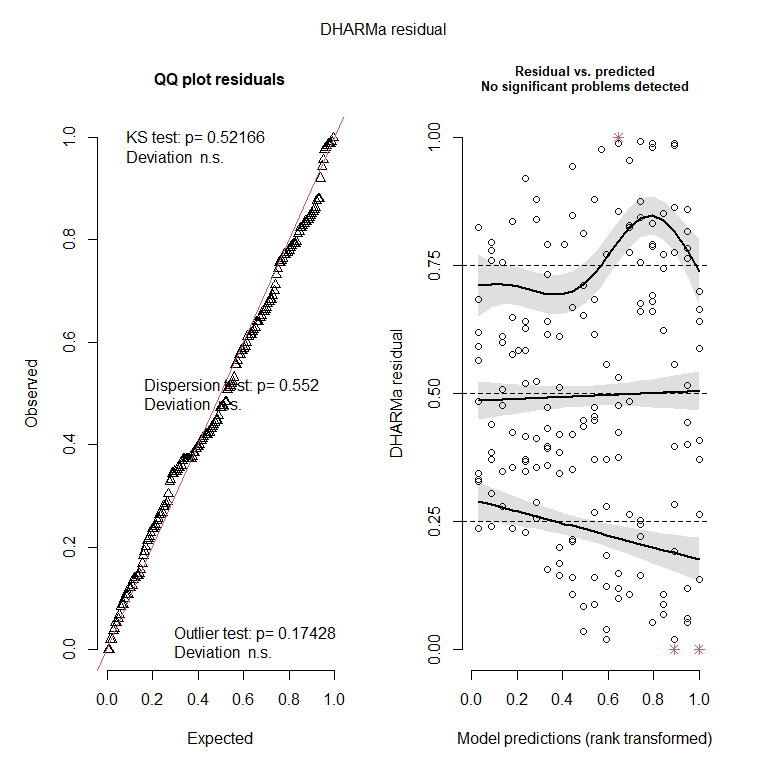 DHARMa residual
QQ plot residuals
KS test: p= 0.52166
Deviation n.s.
Dispersion test: p= 0.552
Deviation n.s.
Outlier test: p= 0.17428
Deviation n.s.
Observed
0.0 0.2 0.4 0.6 0.8 1.0
0.0 0.2 0.4 0.6 0.8 1.0
Expected
Residual vs. predicted
No significant problems detected
DHARMa residual
0.00 0.25 0.50 0.75 1.00
0.0 0.2 0.4 0.6 0.8 1.0
Model predictions (rank transformed)